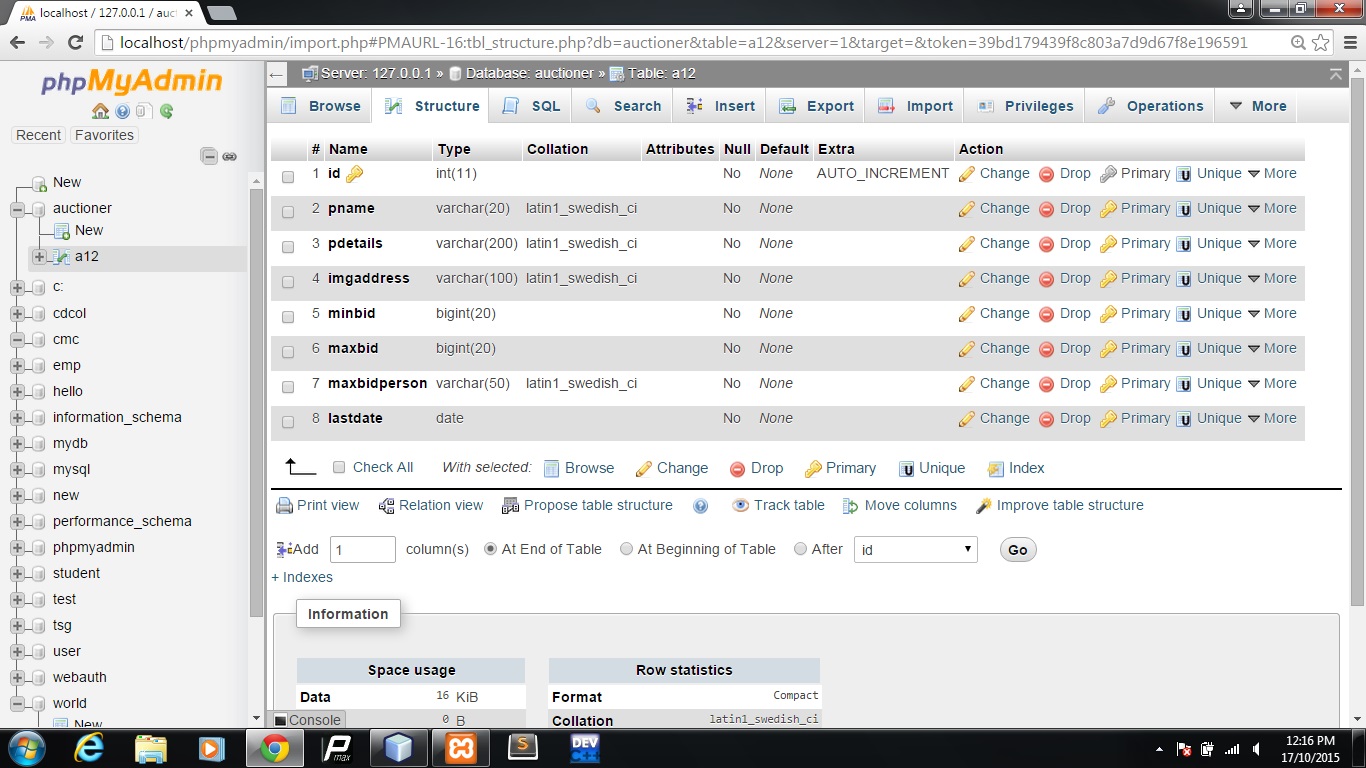 localhost / 127.0.0.1 / auc
localhost/phpmyadmin/import.php#PMAURL-16:tbl_structure.php?db=auctioner&table=a12&server=1&target=&token=39bd179439f8c803a7d9d67f8e196591
phpMyAdmin
Recent Favorites
New
auctioner
New
a12
c:
cdcol
cmc
emp
hello
information_schema
mydb
mysql
new
performance_schema
phpmyadmin
student
test
tsg
user
webauth
world
New
Server: 127.0.0.1 » Database: auctioner » Table: a12
Browse Structure SQL Search Insert Export Import Privileges Operations More
# Name Type Collation Attributes Null Default Extra Action
1 id int(11) No None AUTO_INCREMENT Change Drop Primary Unique More
2 pname varchar(20) latin1_swedish_ci No None Change Drop Primary Unique More
3 pdetails varchar(200) latin1_swedish_ci No None Change Drop Primary Unique More
4 imgaddress varchar(100) latin1_swedish_ci No None Change Drop Primary Unique More
5 minbid bigint(20) No None Change Drop Primary Unique More
6 maxbid bigint(20) No None Change Drop Primary Unique More
7 maxbidperson varchar(50) latin1_swedish_ci No None Change Drop Primary Unique More
8 lastdate date No None Change Drop Primary Unique More
Check All With selected: Browse Change Drop Primary Unique Index
Print view Relation view Propose table structure Track table Move columns Improve table structure
Add 1 column(s) At End of Table At Beginning of Table After id Go
+ Indexes
Information
Space usage Row statistics
Data 16 KiB Format Compact
0 B Collation latin1_swedish_ci
Console
12:16 PM
17/10/2015